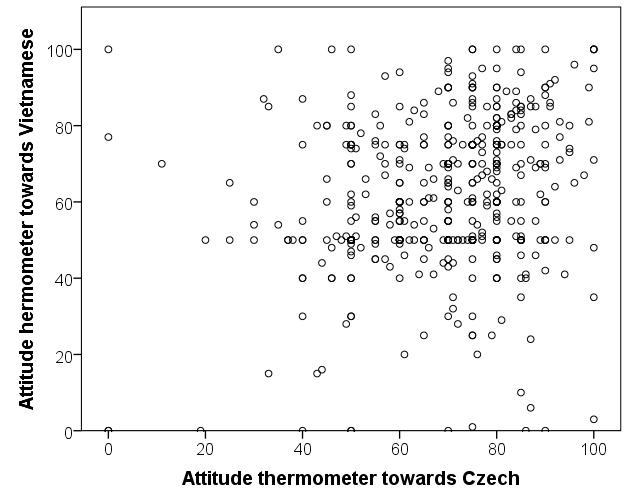 Attitude hermometer towards Vietnamese
100
80
60
40
20
0
0 20 40 60 80 100
Attitude thermometer towards Czech